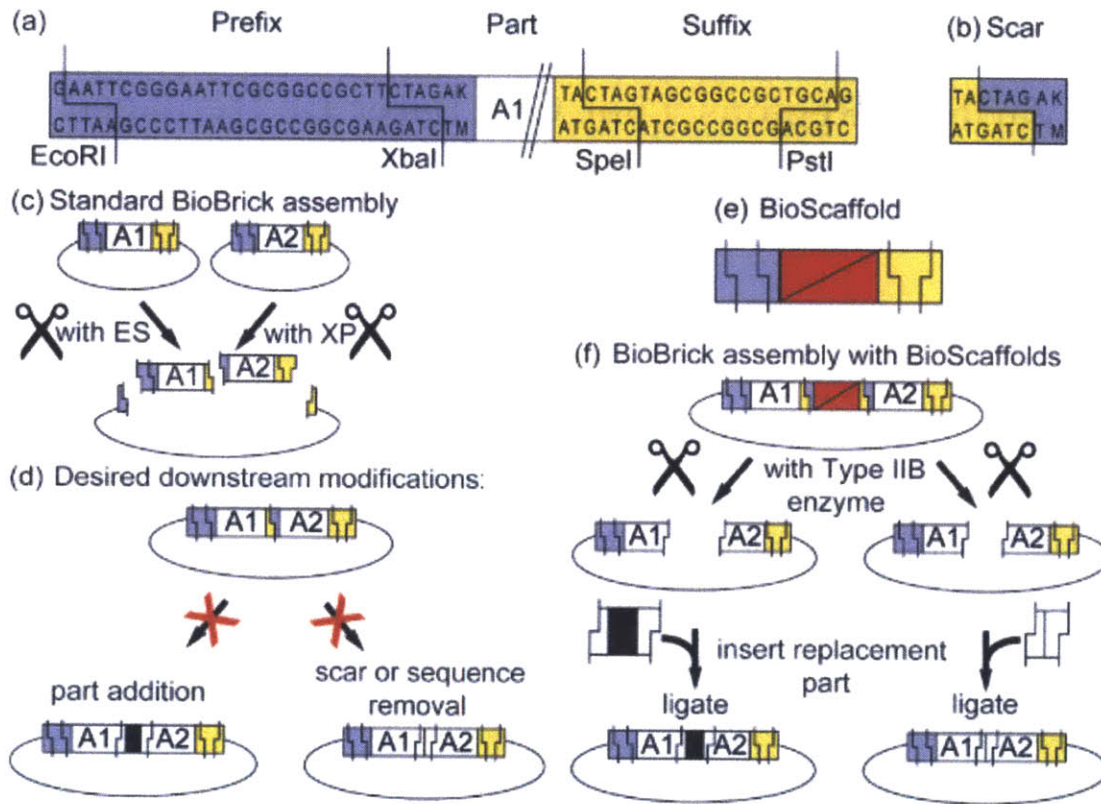 (a) Prefix Part Suffix (b) Scar
GAATTCGGGAATTCGCGGCCGCTTCTAGAK
CTTAAGCCCTTAAGCGCCGGCGAAGATCTM
A1
TACTAGTAGCGGCCGCTGCAG
ATGATCATCGCCGGCGACGTC
TACTAGAK
ATGATCTM
EcoRI XbaI SpeI PstI
(c) Standard BioBrick assembly
A1 A2
with ES with XP
A1 A2
(d) Desired downstream modifications:
A1 A2
part addition
scar or sequence
removal
A1 A2 A1 A2
(e) BioScaffold
(f) BioBrick assembly with BioScaffolds
A1 A2
with Type IIB
enzyme
A1 A2 A1 A2
insert replacement
part
ligate ligate
A1 A2 A1 A2